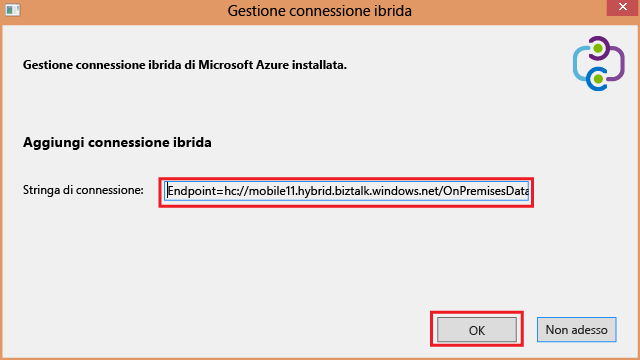 Gestione connessione ibrida
Gestione connessione ibrida di Microsoft Azure installata.
Aggiungi connessione ibrida
Stringa di connessione: Endpoint=hc://mobile11.hybrid.biztalk.windows.net/OnPremisesData
OK Non adesso